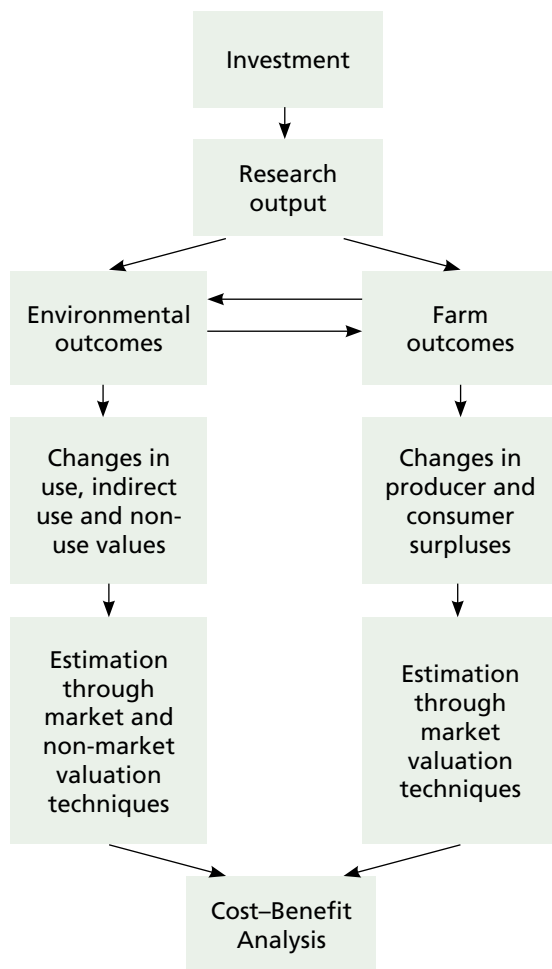 Investment
Research
output
Environmental
outcomes
Farm
outcomes
Changes in
use, indirect
use and non-
use values
Changes in
producer and
consumer
surpluses
Estimation
through
market and
non-market
valuation
techniques
Estimation
through
market
valuation
techniques
Cost–Benefit
Analysis